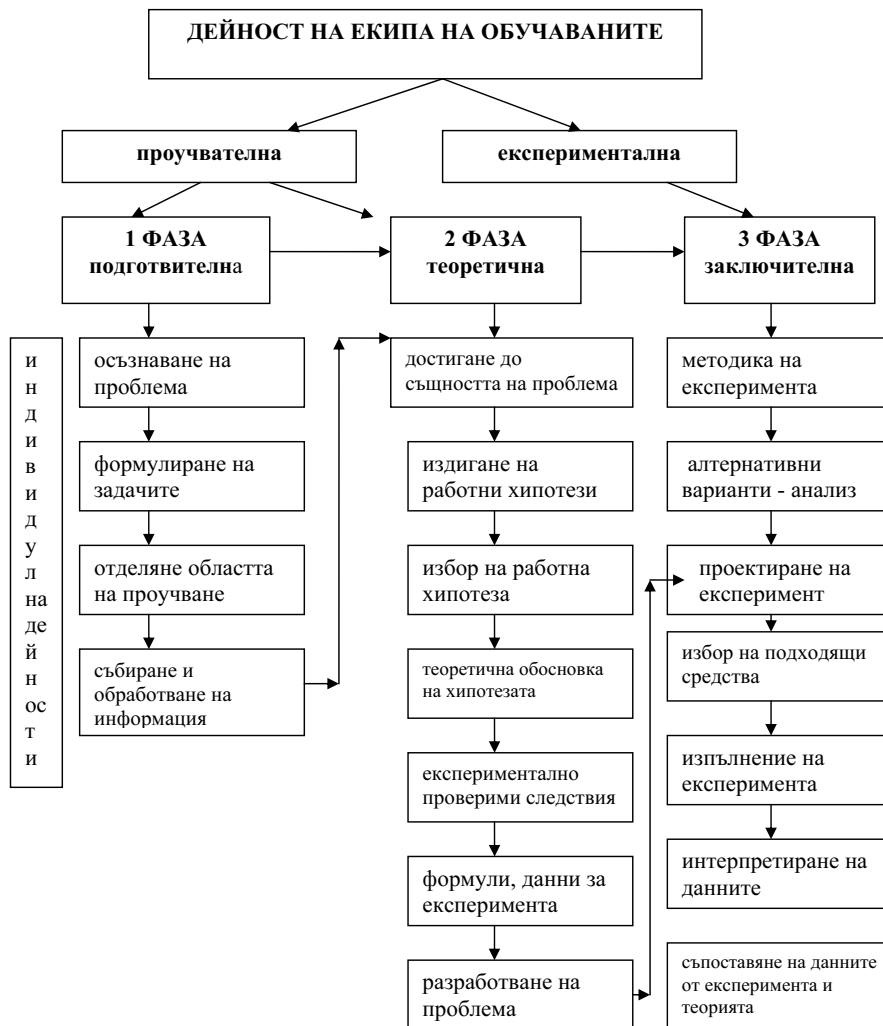 ДЕЙНОСТ НА ЕКИПА НА ОБУЧАВАНИТЕ
проучвателна
експериментална
1 ФАЗА
подготвителна
2 ФАЗА
теоретична
3 ФАЗА
заключителна
и
н
д
и
в
и
д
у
л
на
де
й
н
ос
т
и
осъзнаване на
проблема
формулиране на
задачите
отделяне областта
на проучване
събиране и
обработване на
информация
достигане до
същността на проблема
издигане на
работни хипотези
избор на работна
хипотеза
теоретична обосновка
на хипотезата
експериментално
проверими следствия
формули, данни за
експеримента
разработване на
проблема
методика на
експеримента
алтернативни
варианти - анализ
проектиране на
експеримент
избор на подходящи
средства
изпълнение на
експеримента
интерпретиране на
данните
съпоставяне на данните
от експеримента и
теорията